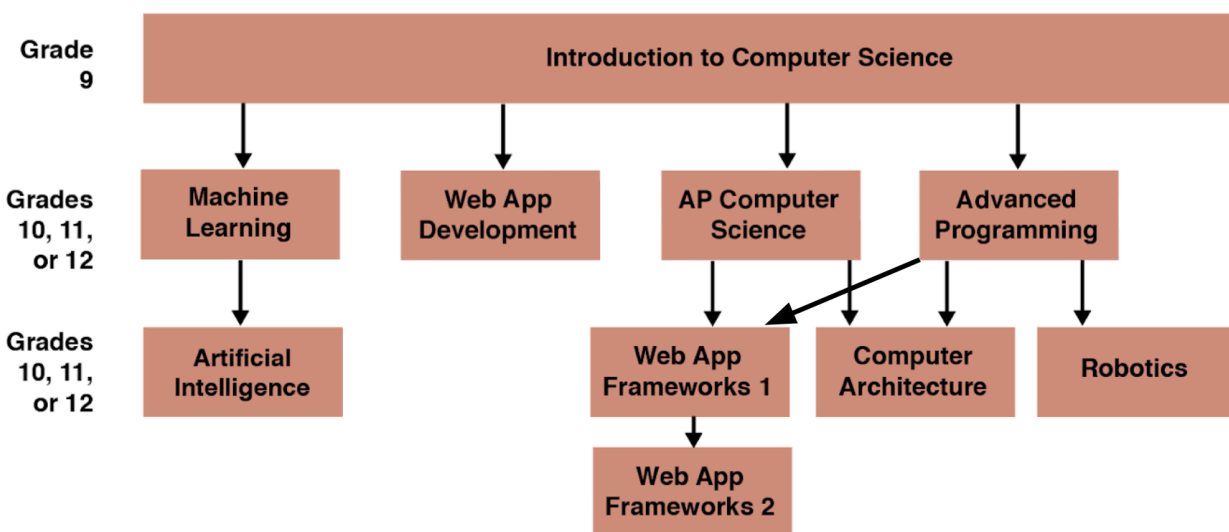 Grade
9
Introduction to Computer Science
Grades
10, 11,
or 12
Machine
Learning
Web App
Development
AP Computer
Science
Advanced
Programming
Grades
10, 11,
or 12
Artificial
Intelligence
Web App
Frameworks 1
Computer
Architecture
Robotics
Web App
Frameworks 2